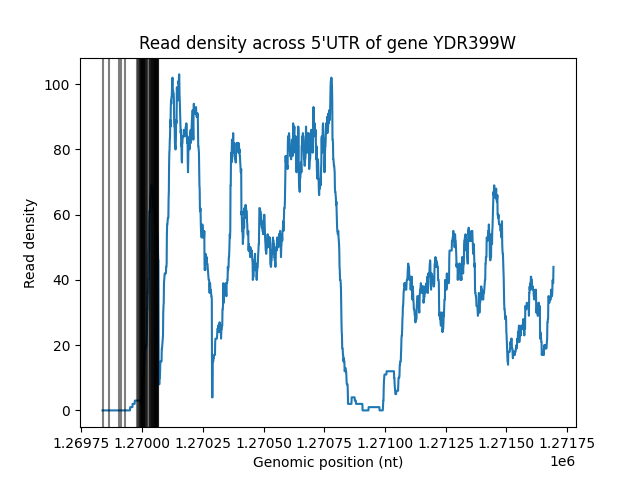 Read density across 5'UTR of gene YDR399W
Read density
100
80
60
40
20
0
1.26975 1.27000 1.27025 1.27050 1.27075 1.27100 1.27125 1.27150 1.27175
1e6
Genomic position (nt)